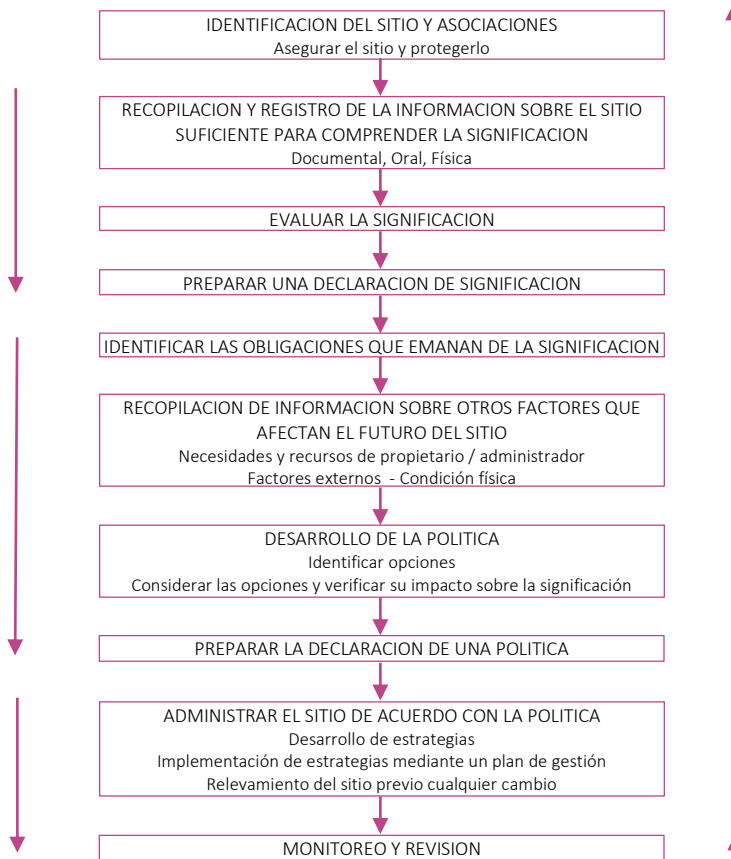 IDENTIFICACION DEL SITIO Y ASOCIACIONES
Asegurar el sitio y protegerlo
RECOPILACION Y REGISTRO DE LA INFORMACION SOBRE EL SITIO
SUFICIENTE PARA COMPRENDER LA SIGNIFICACION
Documental, Oral, Física
EVALUAR LA SIGNIFICACION
PREPARAR UNA DECLARACION DE SIGNIFICACION
IDENTIFICAR LAS OBLIGACIONES QUE EMANAN DE LA SIGNIFICACION
RECOPILACION DE INFORMACION SOBRE OTROS FACTORES QUE
AFECTAN EL FUTURO DEL SITIO
Necesidades y recursos de propietario / administrador
Factores externos - Condición física
DESARROLLO DE LA POLITICA
Identificar opciones
Considerar las opciones y verificar su impacto sobre la significación
PREPARAR LA DECLARACION DE UNA POLITICA
ADMINISTRAR EL SITIO DE ACUERDO CON LA POLITICA
Desarrollo de estrategias
Implementación de estrategias mediante un plan de gestión
Relevamiento del sitio previo cualquier cambio
MONITOREO Y REVISION